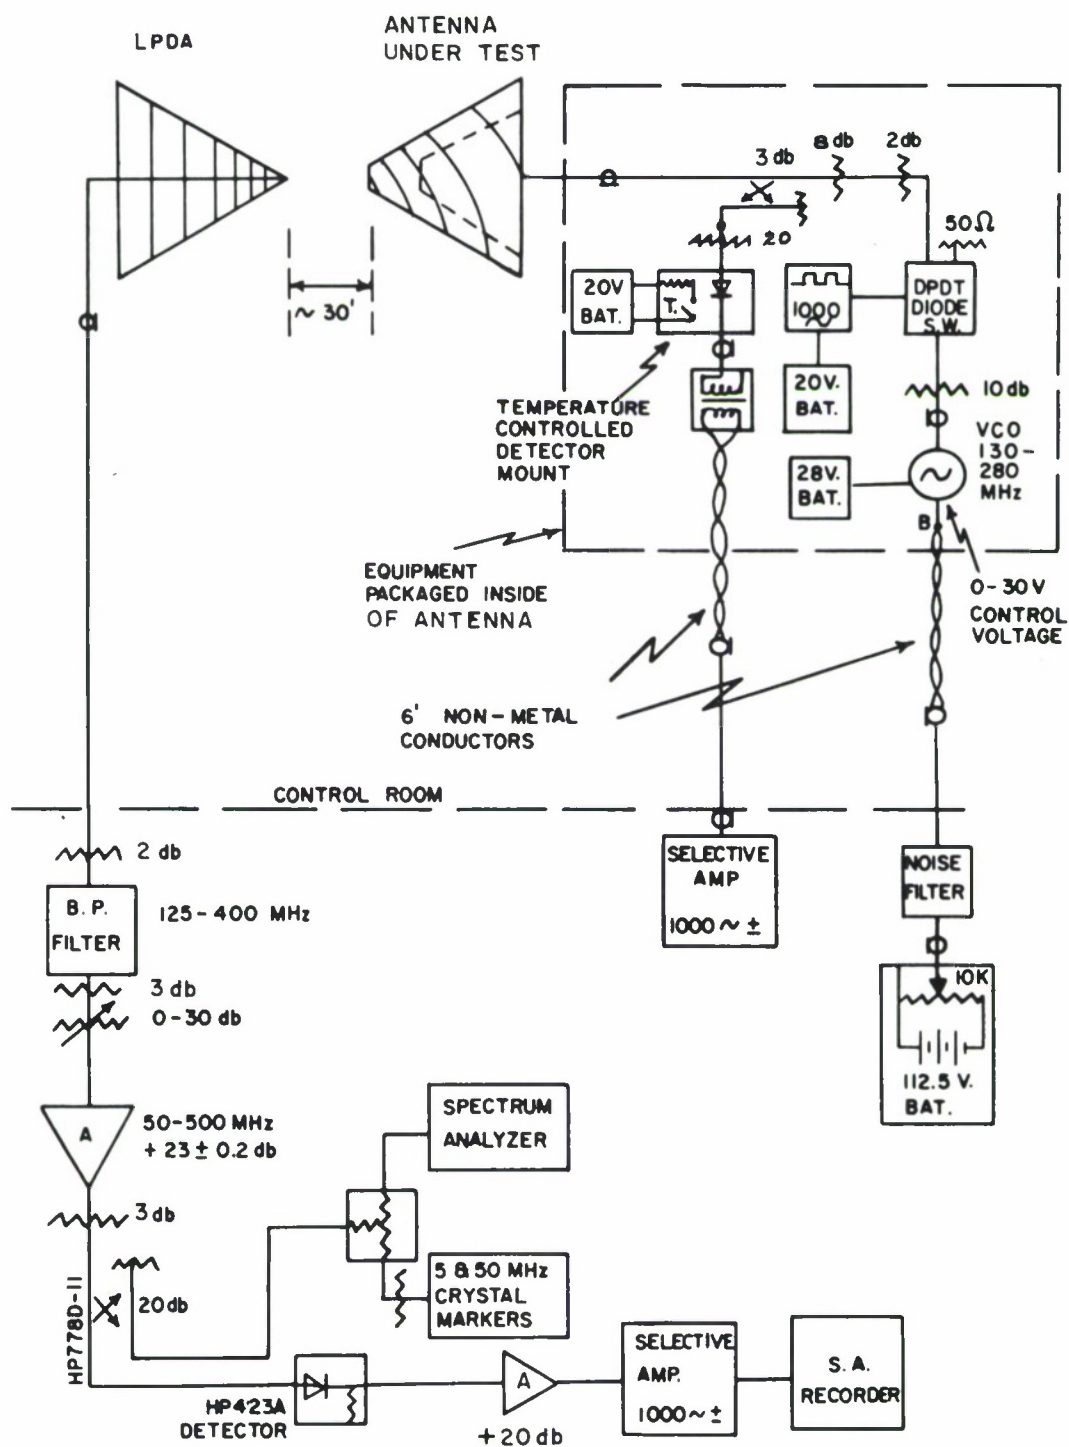 LPDA
ANTENNA
UNDER TEST
~ 30'
3 db
8 db
2 db
20
50Ω
20V
BAT.
T.
1000
~
DPDT
DIODE
S.W.
20V.
BAT.
10 db
VCO
130-
280
MHz
28V.
BAT.
B
TEMPERATURE
CONTROLLED
DETECTOR
MOUNT
EQUIPMENT
PACKAGED INSIDE
OF ANTENNA
0-30V
CONTROL
VOLTAGE
6' NON-METAL
CONDUCTORS
CONTROL ROOM
2 db
B. P.
FILTER
125-400 MHz
3 db
0-30 db
SELECTIVE
AMP
1000 ~ ±
NOISE
FILTER
10K
112.5 V.
BAT.
A
50-500 MHz
+ 23 ± 0.2 db
3 db
SPECTRUM
ANALYZER
5 & 50 MHz
CRYSTAL
MARKERS
HP778D-11
20 db
HP423A
DETECTOR
A
+20 db
SELECTIVE
AMP.
1000 ~ ±
S. A.
RECORDER